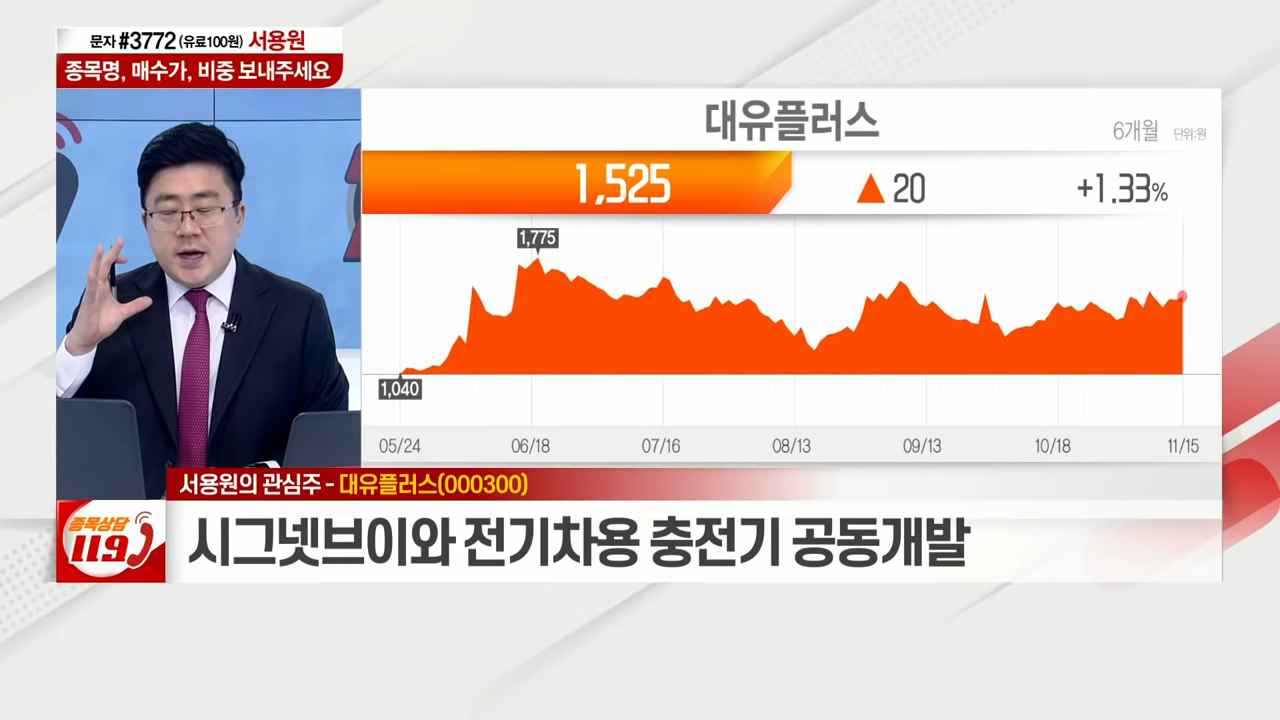 문자 #3772 (유료100원) 서용원
종목명, 매수가, 비중 보내주세요
대유플러스
6개월 단위:원
1,525 ▲ 20 +1.33%
1,775
1,040
05/24 06/18 07/16 08/13 09/13 10/18 11/15
서용원의 관심주 - 대유플러스(000300)
종목상담
119
시그넷브이와 전기차용 충전기 공동개발